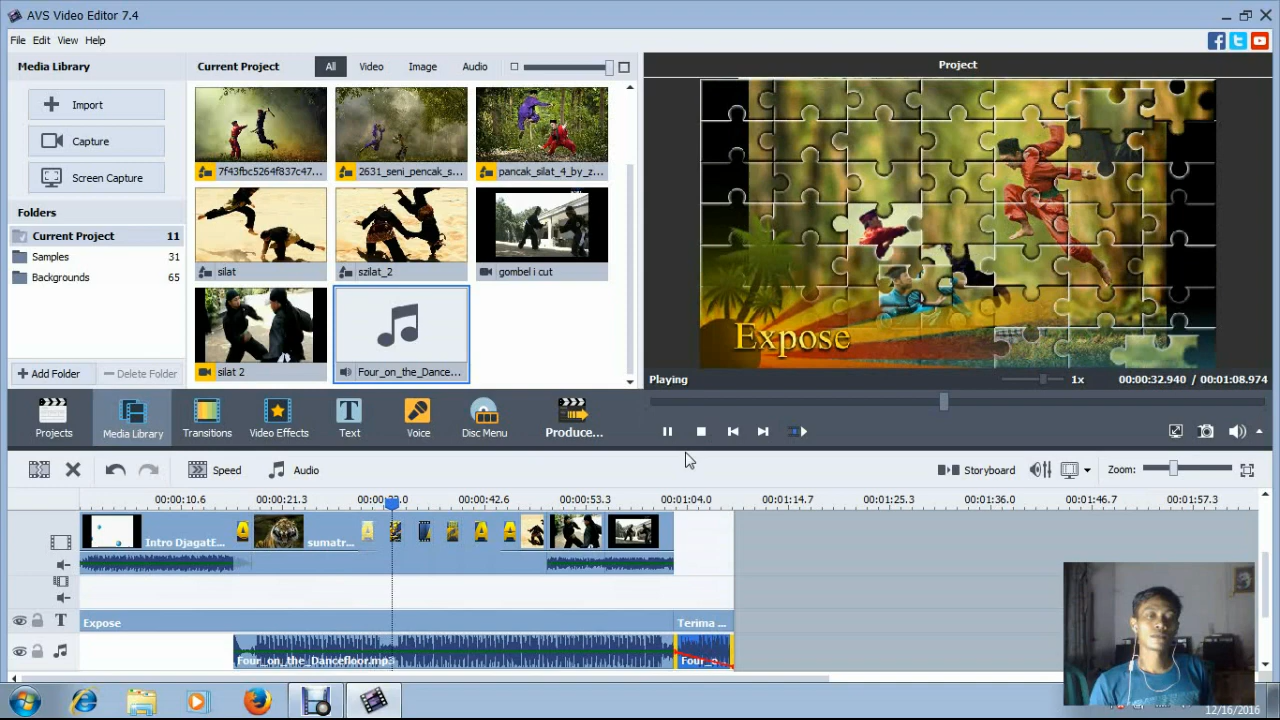 AVS Video Editor 7.4
File Edit View Help
Media Library
Current Project All Video Image Audio
Project
Import
Capture
Screen Capture
Folders
Current Project 11
Samples 31
Backgrounds 65
Add Folder Delete Folder
7f43fbc5264f837c47...
2631_seni_pencak_s...
pancak_silat_4_by_z...
silat
szilat_2
gombel i cut
silat 2
Four_on_the_Dance...
Expose
Playing 1x 00:00:32.940 / 00:01:08.974
Projects Media Library Transitions Video Effects Text Voice Disc Menu Produce...
Speed Audio Storyboard Zoom:
00:00:10.6 00:00:21.3 00:00:42.6 00:00:53.3 00:01:04.0 00:01:14.7 00:01:25.3 00:01:36.0 00:01:46.7 00:01:57.3
Intro DjagatE... sumatr...
T Expose Terima
Four_on_the_Dancefloor.mp3
12/16/2016